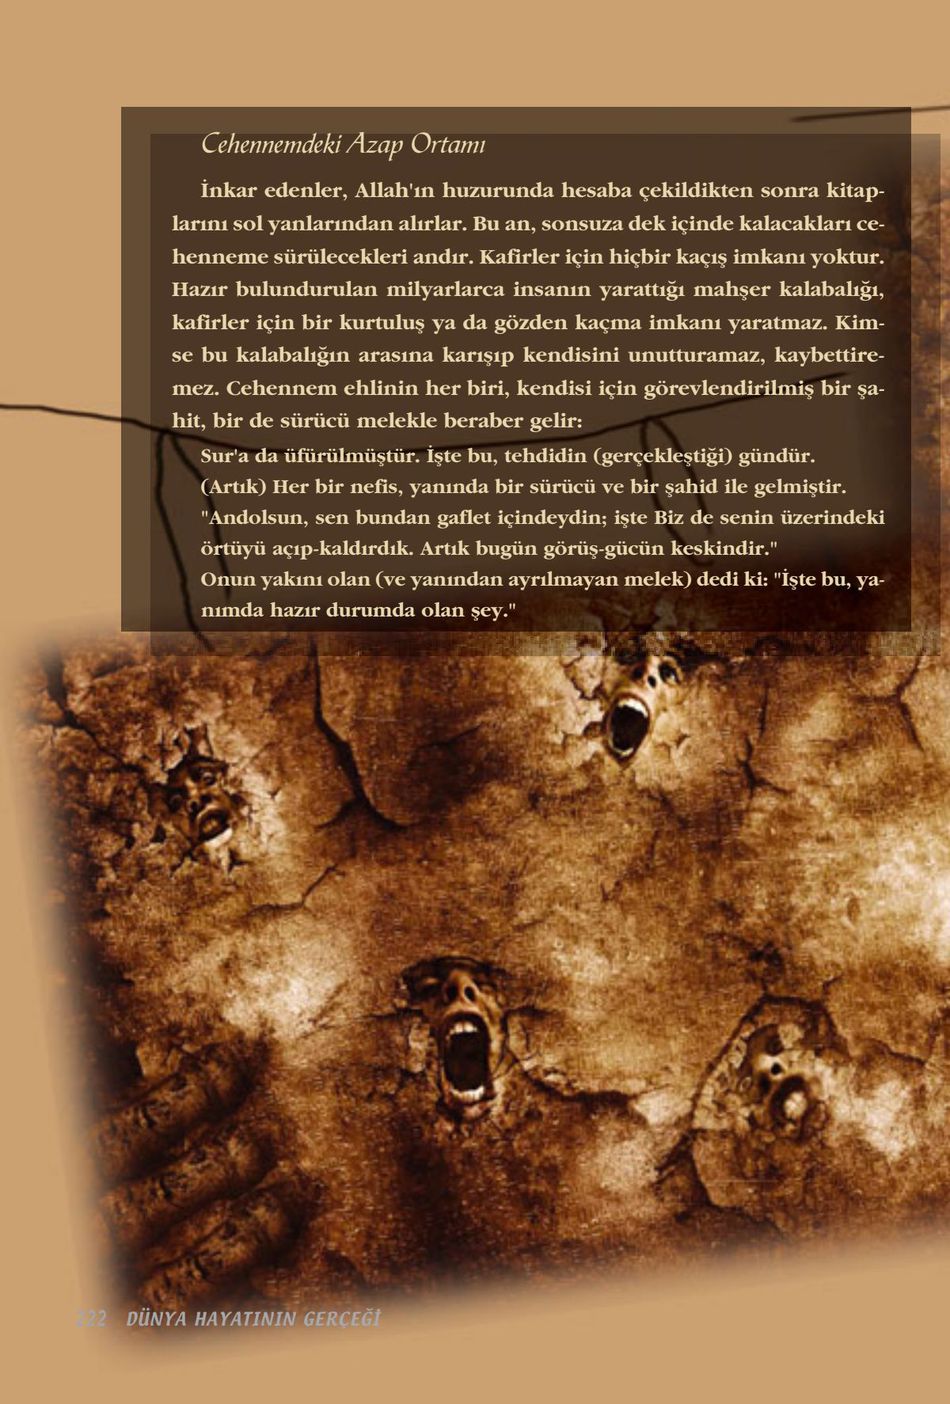 Cehennemdeki Azap Ortamı
İnkar edenler, Allah'ın huzurunda hesaba çekildikten sonra kitap-
larını sol yanlarından alırlar. Bu an, sonsuza dek içinde kalacakları ce-
henneme sürülecekleri andır. Kafirler için hiçbir kaçış imkanı yoktur.
Hazır bulundurulan milyarlarca insanın yarattığı mahşer kalabalığı,
kafirler için bir kurtuluş ya da gözden kaçma imkanı yaratmaz. Kim-
se bu kalabalığın arasına karışıp kendisini unutturamaz, kaybettire-
mez. Cehennem ehlinin her biri, kendisi için görevlendirilmiş bir şa-
hit, bir de sürücü melekle beraber gelir:
Sur'a da üfürülmüştür. İşte bu, tehdidin (gerçekleştiği) gündür.
(Artık) Her bir nefis, yanında bir sürücü ve bir şahid ile gelmiştir.
"Andolsun, sen bundan gaflet içindeydin; işte Biz de senin üzerindeki
örtüyü açıp-kaldırdık. Artık bugün görüş-gücün keskindir."
Onun yakını olan (ve yanından ayrılmayan melek) dedi ki: "İşte bu, ya-
nımda hazır durumda olan şey."
222 DÜNYA HAYATININ GERÇEĞİ